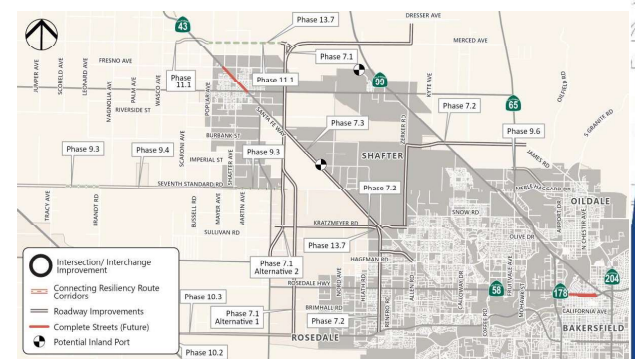 43
Phase 13.7
DRESSER AVE
MERCED AVE
Phase 7.1
FRESNO AVE
JUMPER AVE
SCOFIELD AVE
LEONARD AVE
MAGNOLIA AVE
PALM AVE
WASCO AVE
Phase
11.1
Phase 11.1
POPLAR AVE
99
KYTE AVE
65
RIVERSIDE ST
SANTA FE WAY
Phase 7.3
ZERKER RD
Phase 7.2
Phase 9.6
S GRANITE RD
BURBANK ST
SCARONI AVE
IMPERIAL ST
SHAFTER AVE
Phase 9.3
SHAFTER
JAMES RD
Phase 9.3
Phase 9.4
SEVENTH STANDARD RD
Phase 7.2
OILDALE
TRACY AVE
BRANDT RD
BUSSELL RD
MAYER AVE
MARTIN AVE
SULLIVAN RD
KRATZMEYER RD
SNOW RD
AIRPORT DR
N CHESTER AVE
OLIVE DR
Phase 13.7
HAGEMAN RD
Phase 7.1
Alternative 2
NORD AVE
HEATH RD
RENFRO RD
ALLEN RD
CALLOWAY DR
COFFEE RD
FRUITVALE AVE
MOHAWK ST
58
178
204
ROSEDALE HWY
Phase 10.3
Phase 7.1
Alternative 1
BRIMHALL RD
Phase 7.2
CALIFORNIA AVE
BAKERSFIELD
ROSEDALE
Phase 10.2
Intersection/ Interchange
Improvement
Connecting Resiliency Route
Corridors
Roadway Improvements
Complete Streets (Future)
Potential Inland Port